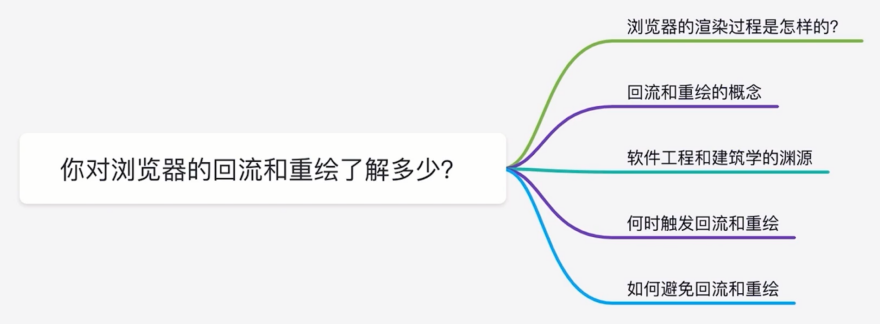 你对浏览器的回流和重绘了解多少?
浏览器的渲染过程是怎样的?
回流和重绘的概念
软件工程和建筑学的渊源
何时触发回流和重绘
如何避免回流和重绘